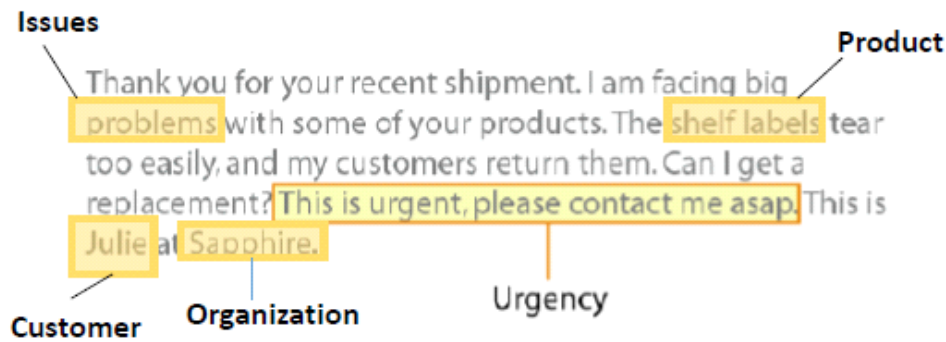 Issues
Product
Thank you for your recent shipment. I am facing big
problems with some of your products. The shelf labels tear
too easily, and my customers return them. Can I get a
replacement? This is urgent, please contact me asap. This is
Julie at Sapphire.
Customer
Organization
Urgency